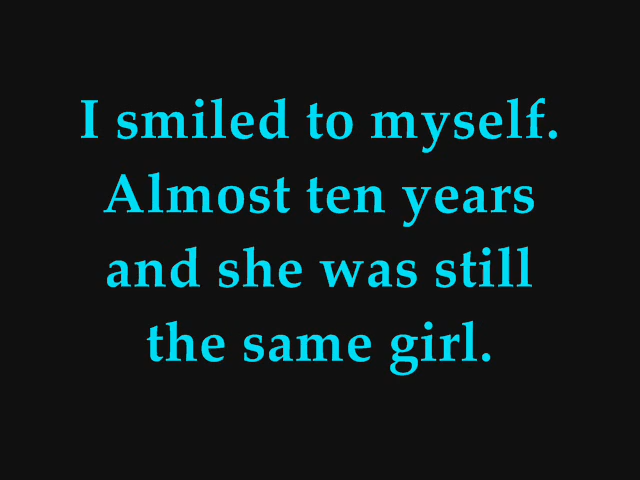 I smiled to myself.
Almost ten years
and she was still
the same girl.